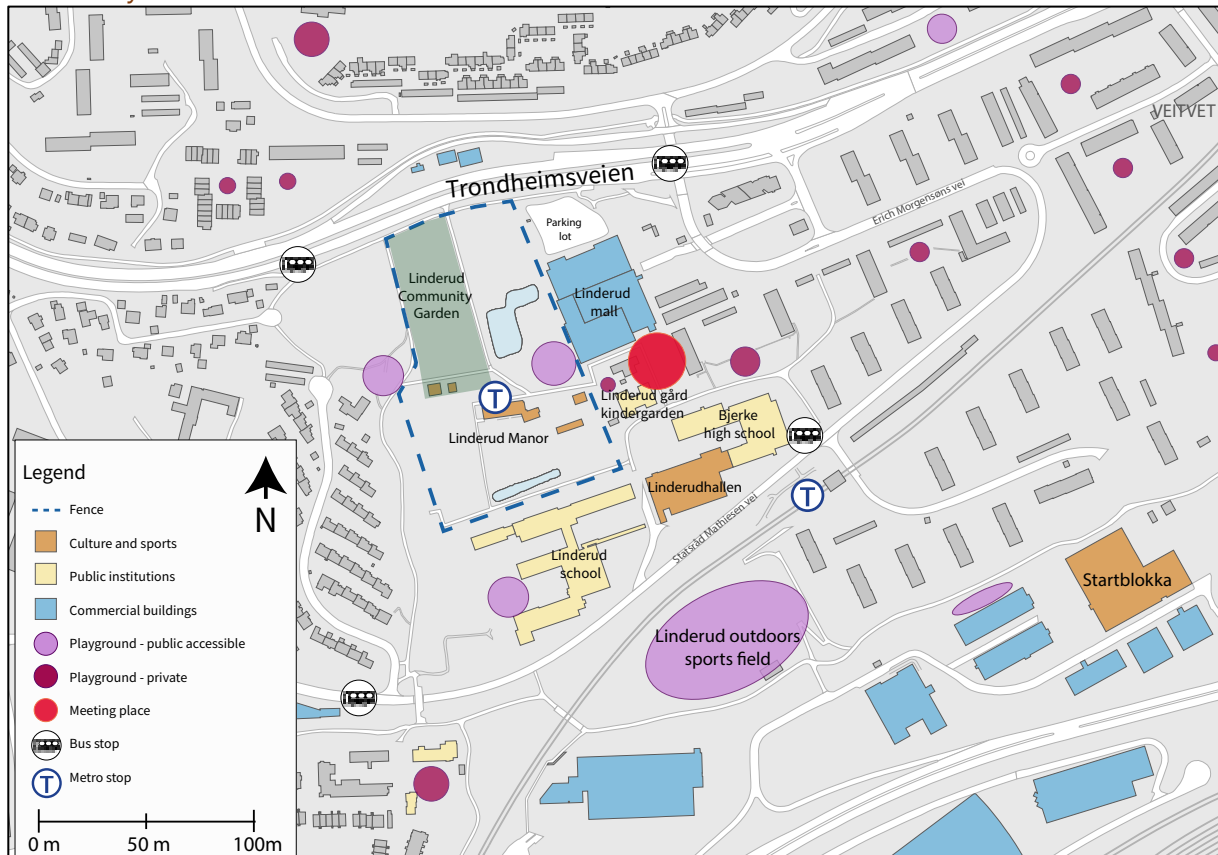 VEITVET
Trondheimsveien
Erich Morgensøns vei
Parking
lot
Linderud
Community
Garden
Linderud
mall
Linderud gård
kindergarden
Bjerke
high school
Linderud Manor
Linderudhallen
Statsråd Mathiesen vei
Linderud
school
Startblokka
Linderud outdoors
sports field
T
T
Legend
N
Fence
Culture and sports
Public institutions
Commercial buildings
Playground - public accessible
Playground - private
Meeting place
Bus stop
T
Metro stop
0 m
50 m
100m